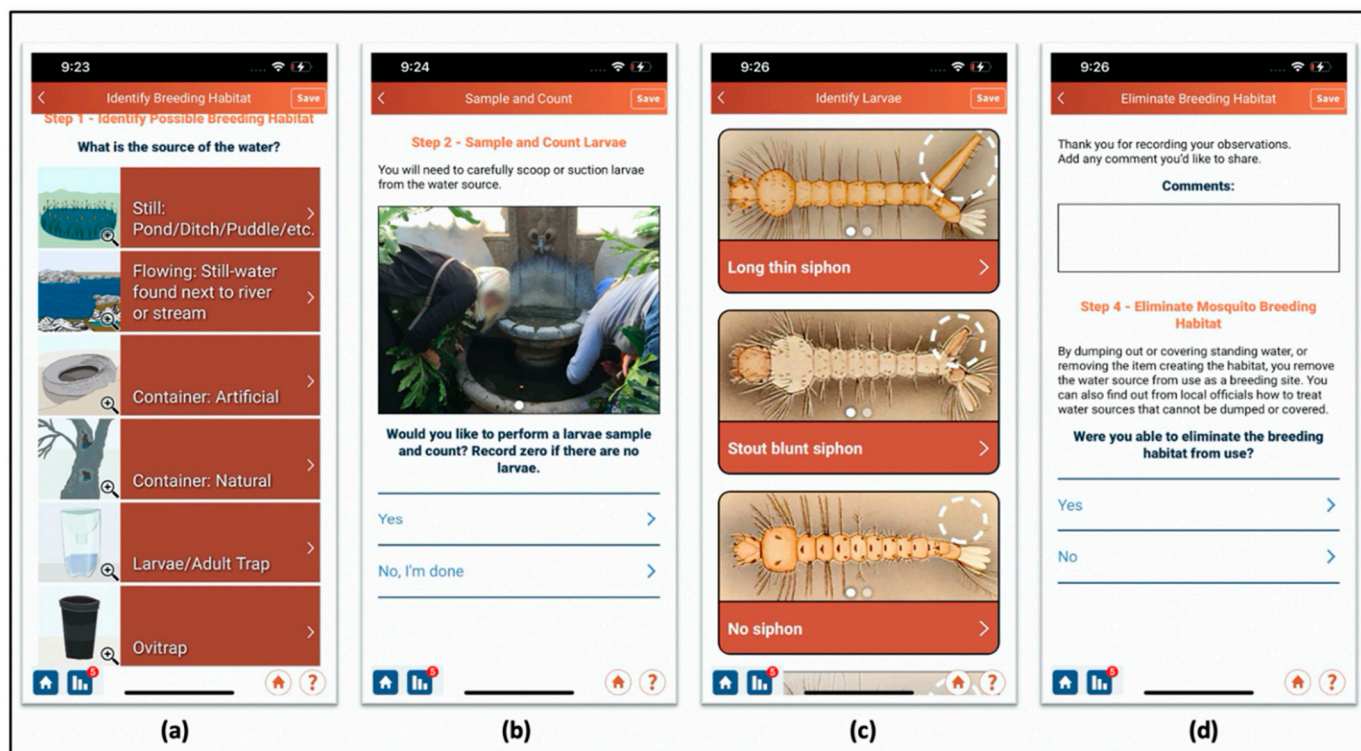 9:23
Identify Breeding Habitat
Save
Step 1 - Identify Possible Breeding Habitat
What is the source of the water?
Still:
Pond/Ditch/Puddle/etc.
Flowing: Still-water
found next to river
or stream
Container: Artificial
Container: Natural
Larvae/Adult Trap
Ovitrap
5
?
(a)
9:24
Sample and Count
Save
Step 2 - Sample and Count Larvae
You will need to carefully scoop or suction larvae
from the water source.
Would you like to perform a larvae sample
and count? Record zero if there are no
larvae.
Yes
No, I'm done
5
?
(b)
9:26
Identify Larvae
Save
Long thin siphon
Stout blunt siphon
No siphon
5
?
(c)
9:26
Eliminate Breeding Habitat
Save
Thank you for recording your observations.
Add any comment you'd like to share.
Comments:
Step 4 - Eliminate Mosquito Breeding
Habitat
By dumping out or covering standing water, or
removing the item creating the habitat, you remove
the water source from use as a breeding site. You
can also find out from local officials how to treat
water sources that cannot be dumped or covered.
Were you able to eliminate the breeding
habitat from use?
Yes
No
5
?
(d)